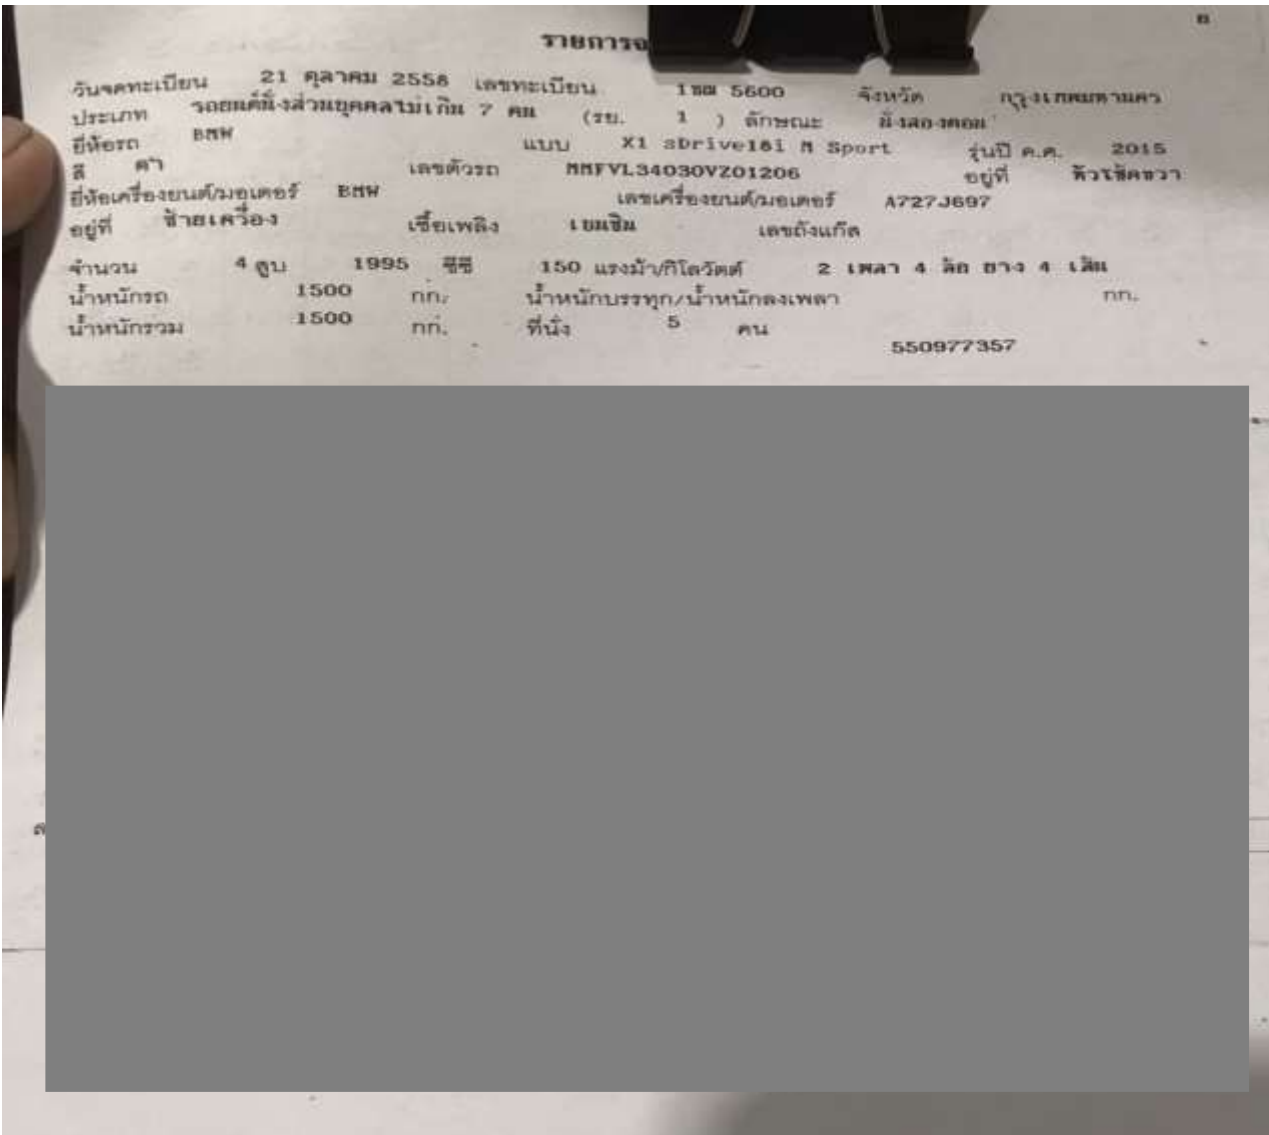 รายการจ
วันจดทะเบียน 21 ตุลาคม 2558 เลขทะเบียน 5600 จังหวัด กรุงเทพมหานคร
ประเภท รถยนต์นั่งส่วนบุคคลไม่เกิน 7 คน (รย. 1 ) ลักษณะ นั่งสองตอน
ยี่ห้อรถ BMW แบบ X1 sDrive18i M Sport รุ่นปี ค.ศ. 2015
สี ดำ เลขตัวรถ MMFVL34030VZ01206 อยู่ที่
ยี่ห้อเครื่องยนต์/มอเตอร์ BMW เลขเครื่องยนต์/มอเตอร์ A727J697
อยู่ที่ ซ้ายเครื่อง เชื้อเพลิง เบนซิน เลขถังแก๊ส
จำนวน 4 สูบ 1995 ซีซี 150 แรงม้า/กิโลวัตต์ 2 เพลา 4 ล้อ ยาง 4 เส้น
น้ำหนักรถ 1500 กก. น้ำหนักบรรทุก/น้ำหนักลงเพลา กก.
น้ำหนักรวม 1500 กก. ที่นั่ง 5 คน
550977357